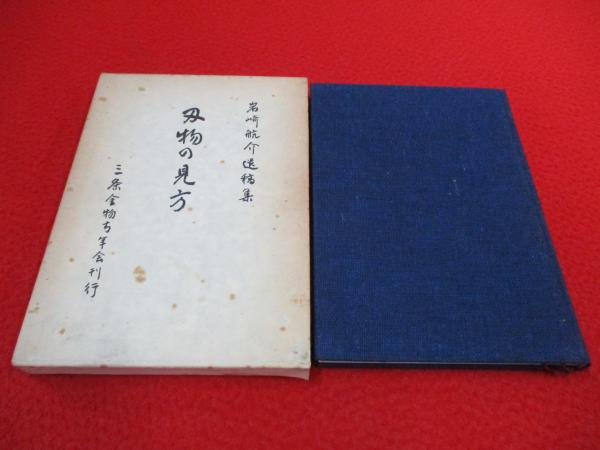 岩崎航介遺稿集
刃物の見方
三条金物青年会刊行